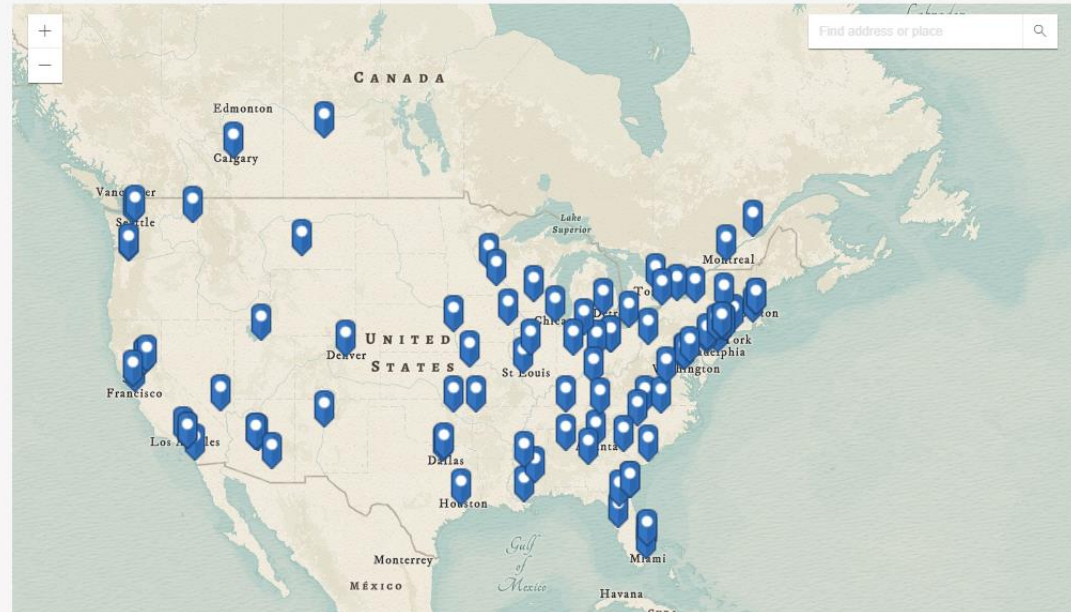 +
−
Find address or place
Labrador
CANADA
Edmonton
Calgary
Seattle
Lake
Superior
Montreal
Denver
UNITED
STATES
St Louis
Francisco
Dallas
Houston
Gulf
of
Mexico
Monterrey
Miami
MÉXICO
Havana